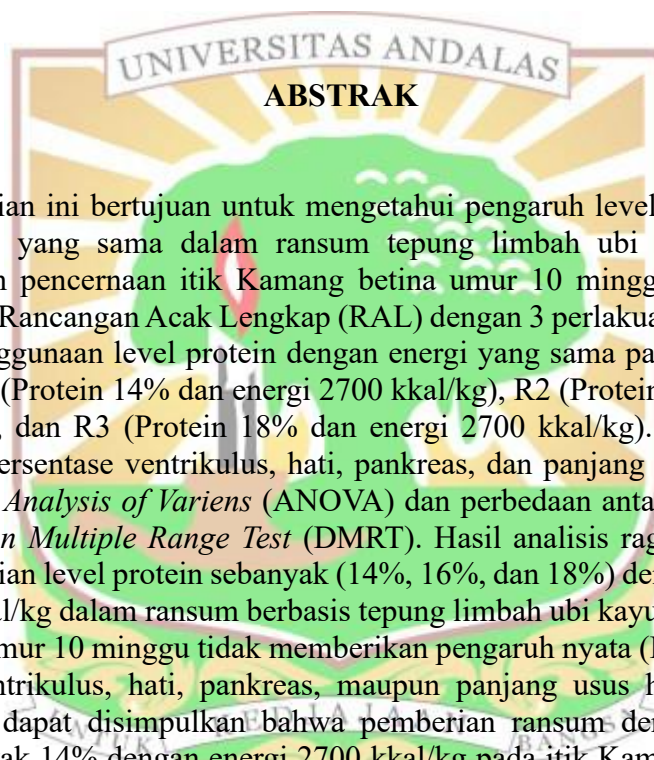 UNIVERSITAS ANDALAS
ABSTRAK
ian ini bertujuan untuk mengetahui pengaruh level
yang sama dalam ransum tepung limbah ubi
pencernaan itik Kamang betina umur 10 mingg
Rancangan Acak Lengkap (RAL) dengan 3 perlakua
ggunaan level protein dengan energi yang sama pa
(Protein 14% dan energi 2700 kkal/kg), R2 (Protein
, dan R3 (Protein 18% dan energi 2700 kkal/kg).
ersentase ventrikulus, hati, pankreas, dan panjang
Analysis of Variens (ANOVA) dan perbedaan anta
n Multiple Range Test (DMRT). Hasil analisis rag
ian level protein sebanyak (14%, 16%, dan 18%) de
al/kg dalam ransum berbasis tepung limbah ubi kayu
mur 10 minggu tidak memberikan pengaruh nyata (
ntrikulus, hati, pankreas, maupun panjang usus h
dapat disimpulkan bahwa pemberian ransum der
ak 14% dengan energi 2700 kkal/kg pada itik Kam